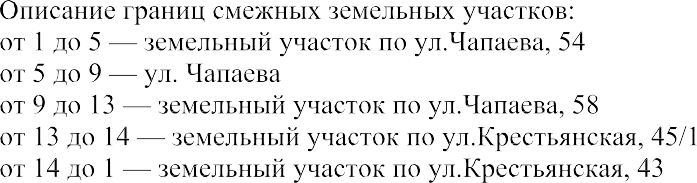 Описание границ смежных земельных участков:
от 1 до 5 — земельный участок по ул.Чапаева, 54
от 5 до 9 — ул. Чапаева
от 9 до 13 — земельный участок по ул.Чапаева, 58
от 13 до 14 — земельный участок по ул.Крестьянская, 45/1
от 14 до 1 — земельный участок по ул.Крестьянская, 43